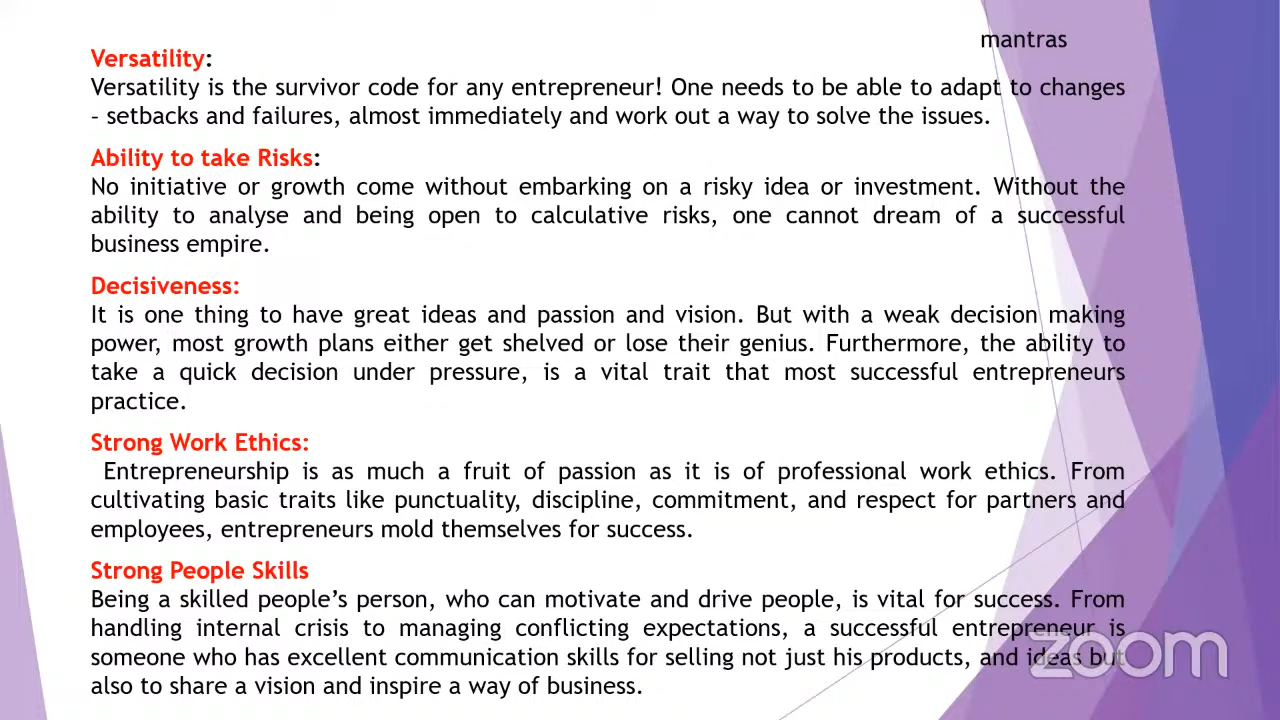 mantras
Versatility:
Versatility is the survivor code for any entrepreneur! One needs to be able to adapt to changes
– setbacks and failures, almost immediately and work out a way to solve the issues.
Ability to take Risks:
No initiative or growth come without embarking on a risky idea or investment. Without the
ability to analyse and being open to calculative risks, one cannot dream of a successful
business empire.
Decisiveness:
It is one thing to have great ideas and passion and vision. But with a weak decision making
power, most growth plans either get shelved or lose their genius. Furthermore, the ability to
take a quick decision under pressure, is a vital trait that most successful entrepreneurs
practice.
Strong Work Ethics:
Entrepreneurship is as much a fruit of passion as it is of professional work ethics. From
cultivating basic traits like punctuality, discipline, commitment, and respect for partners and
employees, entrepreneurs mold themselves for success.
Strong People Skills
Being a skilled people’s person, who can motivate and drive people, is vital for success. From
handling internal crisis to managing conflicting expectations, a successful entrepreneur is
someone who has excellent communication skills for selling not just his products, and ideas but
also to share a vision and inspire a way of business.
zoom